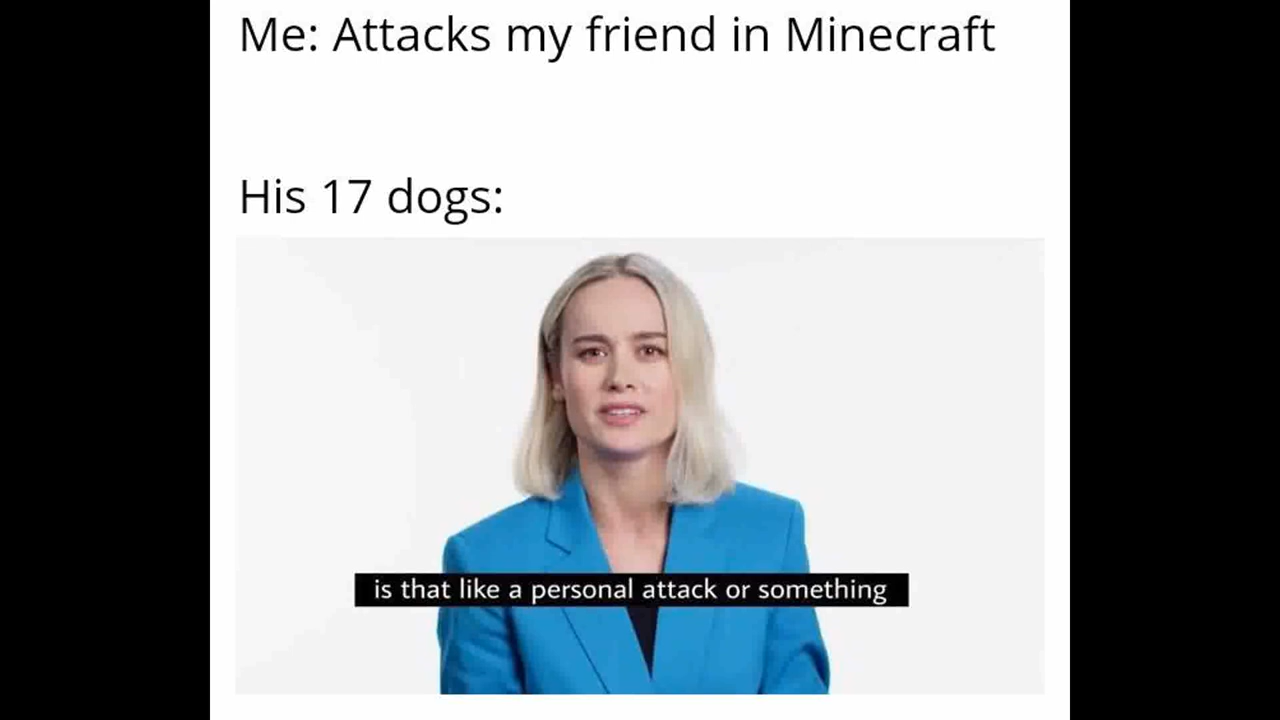 Me: Attacks my friend in Minecraft
His 17 dogs:
is that like a personal attack or something